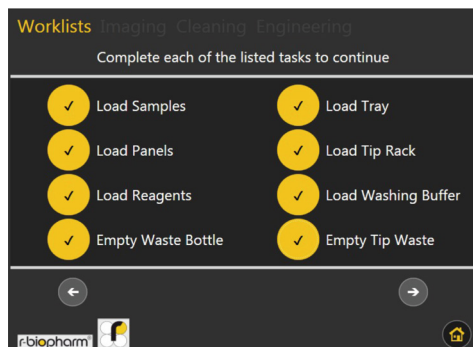 Worklists Imaging Cleaning Engineering
Complete each of the listed tasks to continue
Load Samples
Load Tray
Load Panels
Load Tip Rack
Load Reagents
Load Washing Buffer
Empty Waste Bottle
Empty Tip Waste
r-biopharm®
r